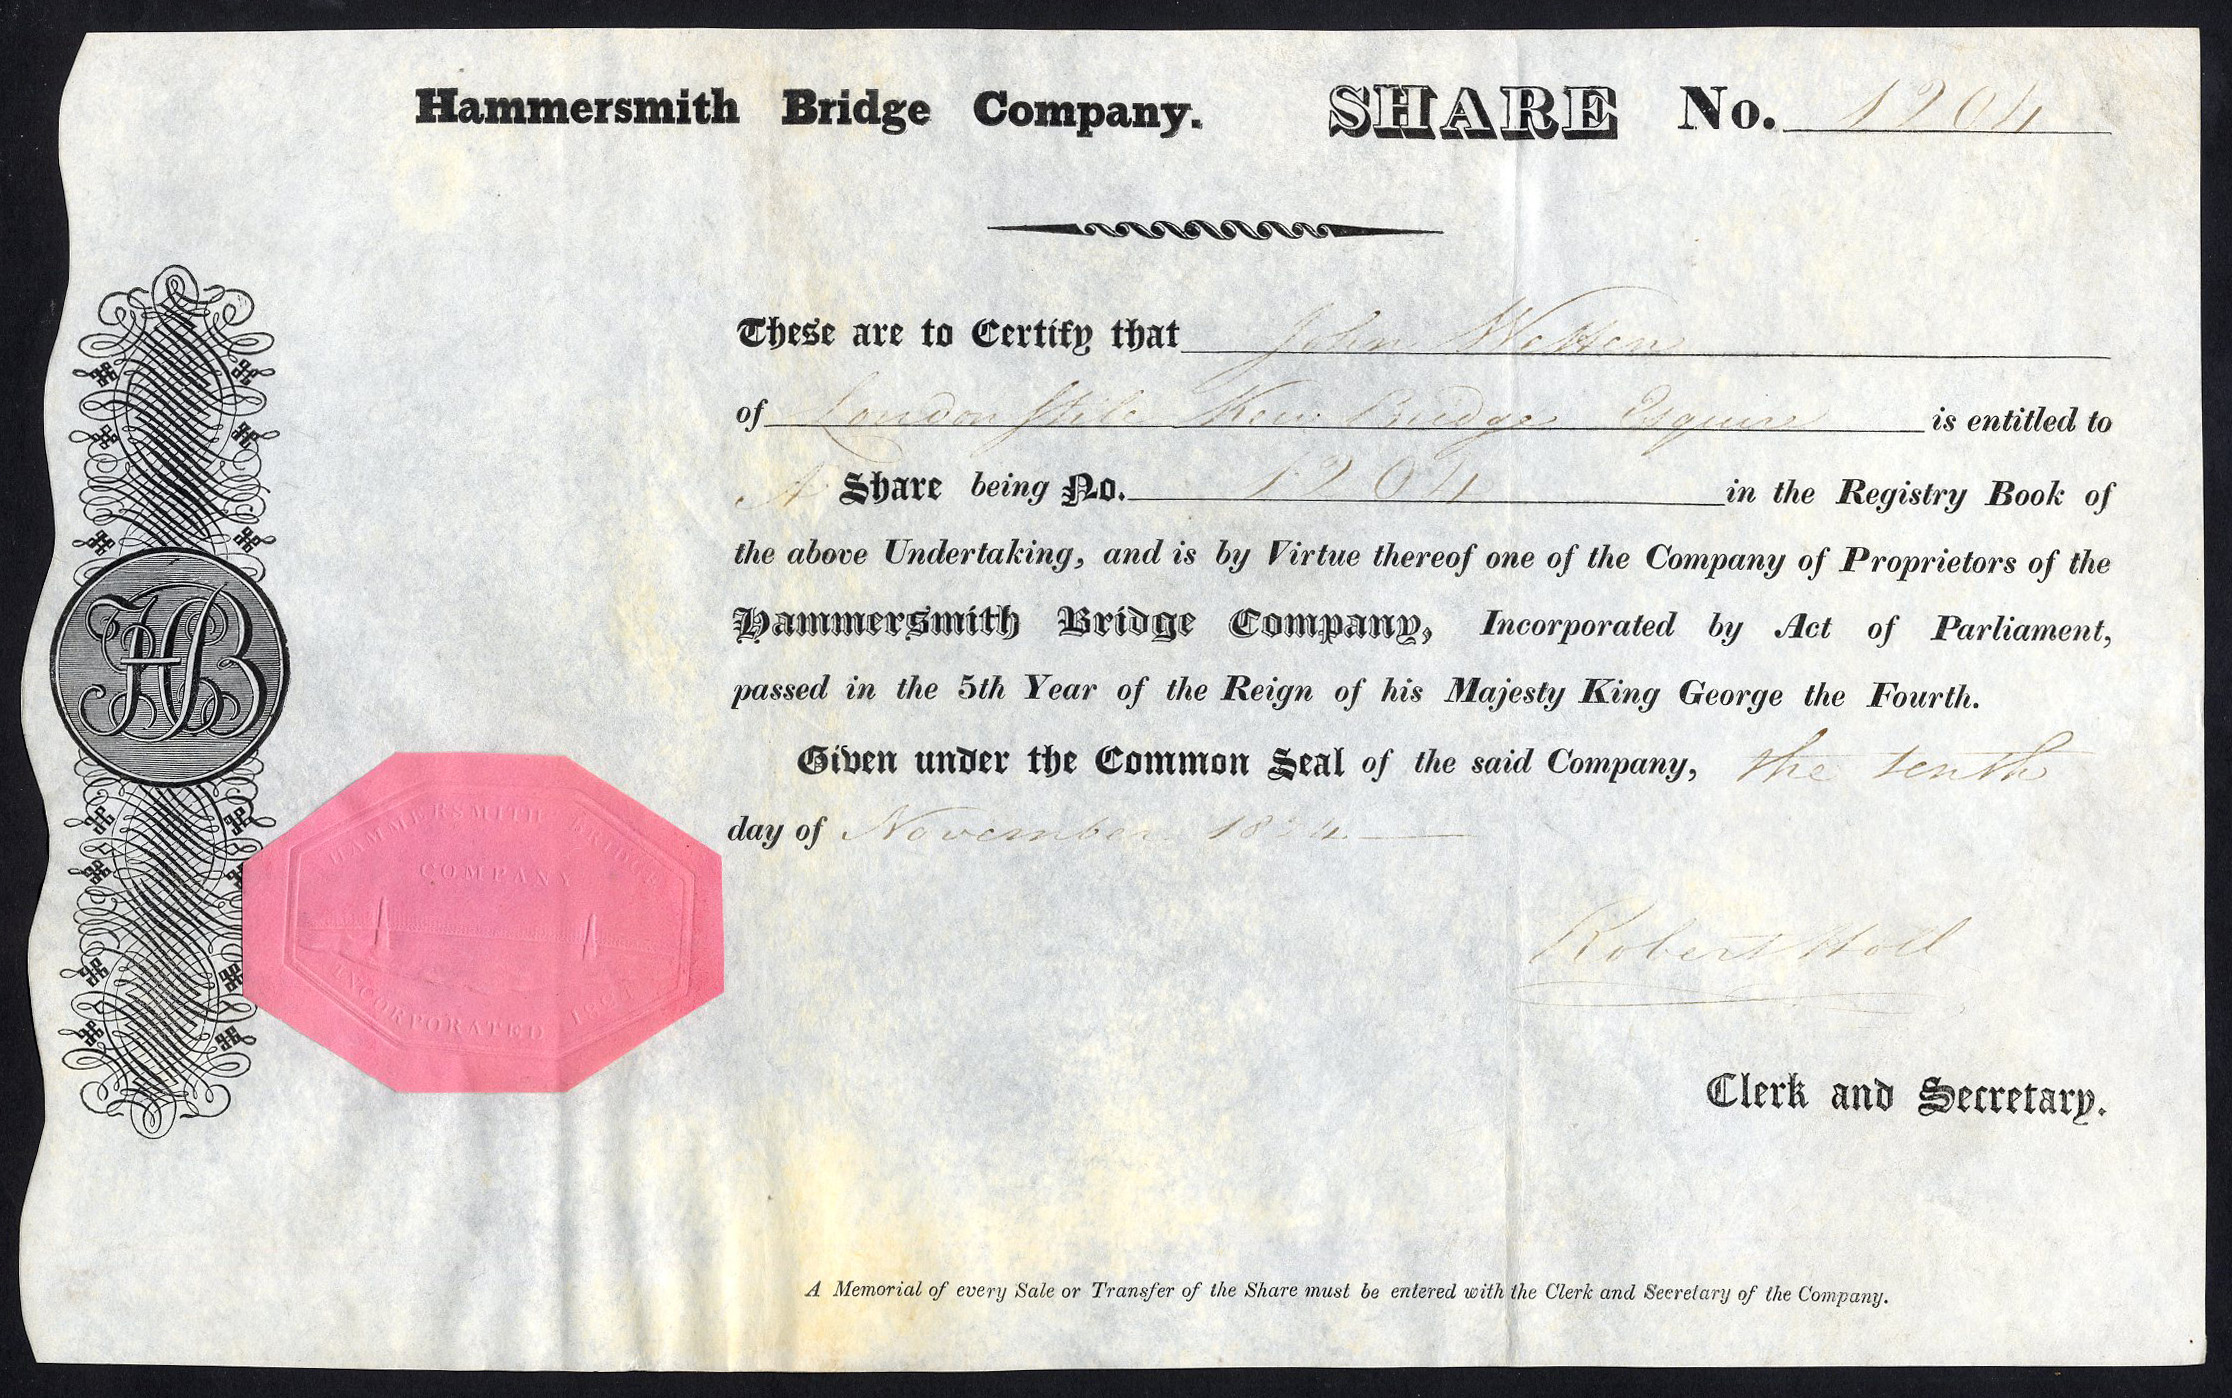 Hammersmith Bridge Company. SHARE No. 1204
These are to Certify that John
of London Stile Kew Bridge Esquire is entitled to
A Share being No. 1204 in the Registry Book of
the above Undertaking, and is by Virtue thereof one of the Company of Proprietors of the
Hammersmith Bridge Company, Incorporated by Act of Parliament,
passed in the 5th Year of the Reign of his Majesty King George the Fourth.
Given under the Common Seal of the said Company, the tenth
day of November 1824
HB
HAMMERSMITH BRIDGE
COMPANY
INCORPORATED 1824
Robert Holl
Clerk and Secretary.
A Memorial of every Sale or Transfer of the Share must be entered with the Clerk and Secretary of the Company.